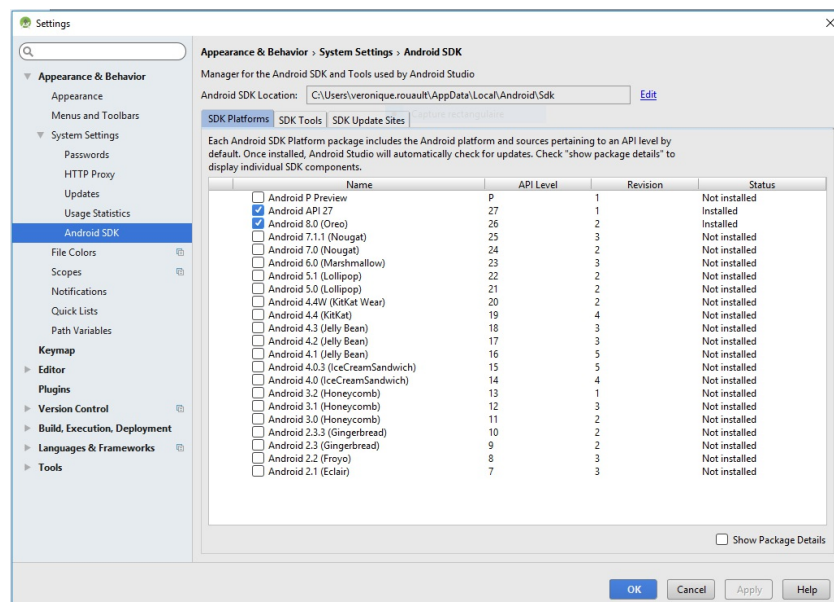 Settings
Appearance & Behavior › System Settings › Android SDK
Manager for the Android SDK and Tools used by Android Studio
Android SDK Location: C:\Users\veronique.rouault\AppData\Local\Android\Sdk Edit
Capture rectangulaire
SDK Platforms SDK Tools SDK Update Sites
Each Android SDK Platform package includes the Android platform and sources pertaining to an API level by
default. Once installed, Android Studio will automatically check for updates. Check "show package details" to
display individual SDK components.
Name API Level Revision Status
Android P Preview P 1 Not installed
Android API 27 27 1 Installed
Android 8.0 (Oreo) 26 2 Installed
Android 7.1.1 (Nougat) 25 3 Not installed
Android 7.0 (Nougat) 24 2 Not installed
Android 6.0 (Marshmallow) 23 3 Not installed
Android 5.1 (Lollipop) 22 2 Not installed
Android 5.0 (Lollipop) 21 2 Not installed
Android 4.4W (KitKat Wear) 20 2 Not installed
Android 4.4 (KitKat) 19 4 Not installed
Android 4.3 (Jelly Bean) 18 3 Not installed
Android 4.2 (Jelly Bean) 17 3 Not installed
Android 4.1 (Jelly Bean) 16 5 Not installed
Android 4.0.3 (IceCreamSandwich) 15 5 Not installed
Android 4.0 (IceCreamSandwich) 14 4 Not installed
Android 3.2 (Honeycomb) 13 1 Not installed
Android 3.1 (Honeycomb) 12 3 Not installed
Android 3.0 (Honeycomb) 11 2 Not installed
Android 2.3.3 (Gingerbread) 10 2 Not installed
Android 2.3 (Gingerbread) 9 2 Not installed
Android 2.2 (Froyo) 8 3 Not installed
Android 2.1 (Eclair) 7 3 Not installed
Show Package Details
Appearance & Behavior
Appearance
Menus and Toolbars
System Settings
Passwords
HTTP Proxy
Updates
Usage Statistics
Android SDK
File Colors
Scopes
Notifications
Quick Lists
Path Variables
Keymap
Editor
Plugins
Version Control
Build, Execution, Deployment
Languages & Frameworks
Tools
OK Cancel Apply Help